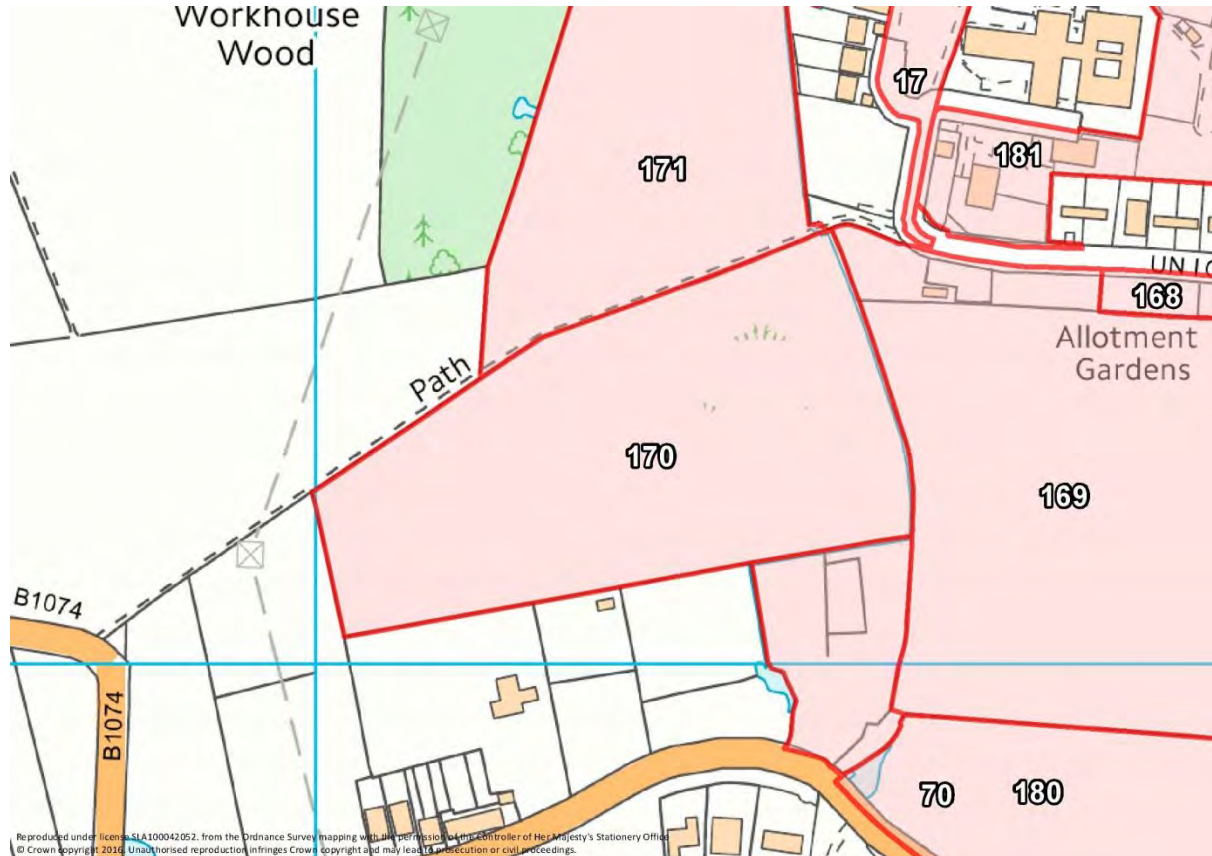 Workhouse
Wood
17
171
181
UNIO
168
Allotment
Gardens
Path
170
169
B1074
B1074
70
180
Reproduced under license SLA100042052. from the Ordnance Survey mapping with the permission of the Controller of Her Majesty's Stationery Office
© Crown copyright 2016. Unauthorised reproduction infringes Crown copyright and may lead to prosecution or civil proceedings.